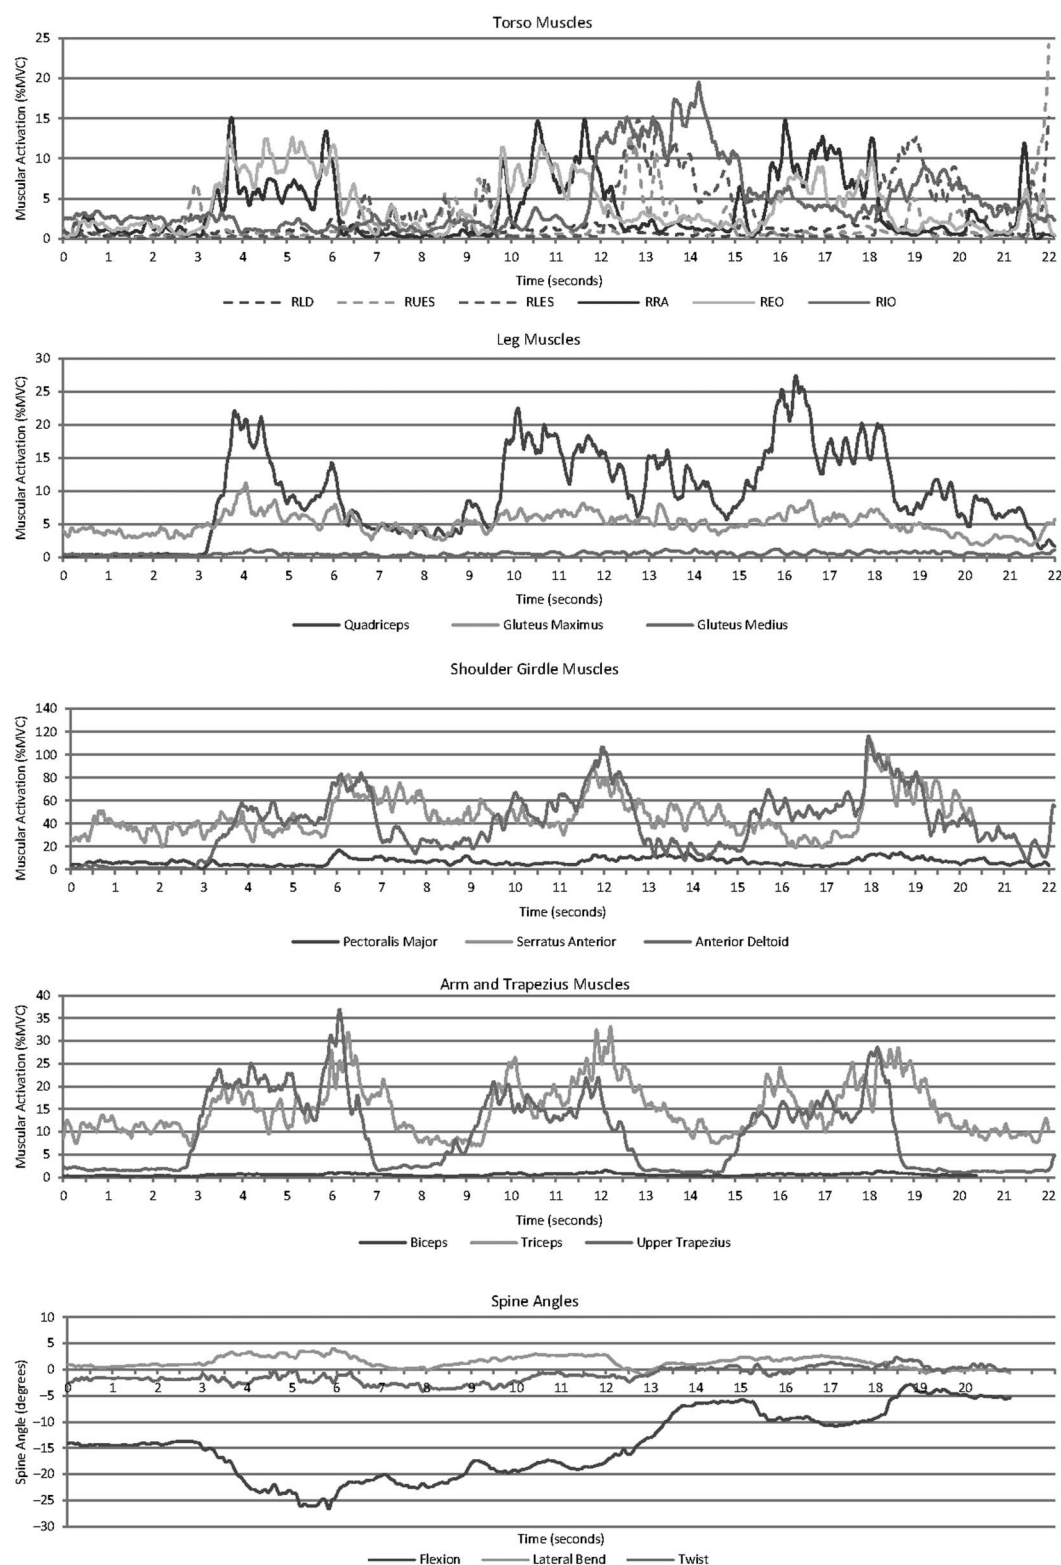 Torso Muscles
Muscular Activation (%MVC)
25
20
15
10
5
0
0 1 2 3 4 5 6 7 8 9 10 11 12 13 14 15 16 17 18 19 20 21 22
Time (seconds)
RLD RUES RLES RRA REO RIO
Leg Muscles
Muscular Activation (%MVC)
30
25
20
15
10
5
0
0 1 2 3 4 5 6 7 8 9 10 11 12 13 14 15 16 17 18 19 20 21 22
Time (seconds)
Quadriceps Gluteus Maximus Gluteus Medius
Shoulder Girdle Muscles
Muscular Activation (%MVC)
140
120
100
80
60
40
20
0
0 1 2 3 4 5 6 7 8 9 10 11 12 13 14 15 16 17 18 19 20 21 22
Time (seconds)
Pectoralis Major Serratus Anterior Anterior Deltoid
Arm and Trapezius Muscles
Muscular Activation (%MVC)
40
35
30
25
20
15
10
5
0
0 1 2 3 4 5 6 7 8 9 10 11 12 13 14 15 16 17 18 19 20 21 22
Time (seconds)
Biceps Triceps Upper Trapezius
Spine Angles
Spine Angle (degrees)
10
5
0
0 1 2 3 4 5 6 7 8 9 10 11 12 13 14 15 16 17 18 19 20
−5
−10
−15
−20
−25
−30
Time (seconds)
Flexion Lateral Bend Twist